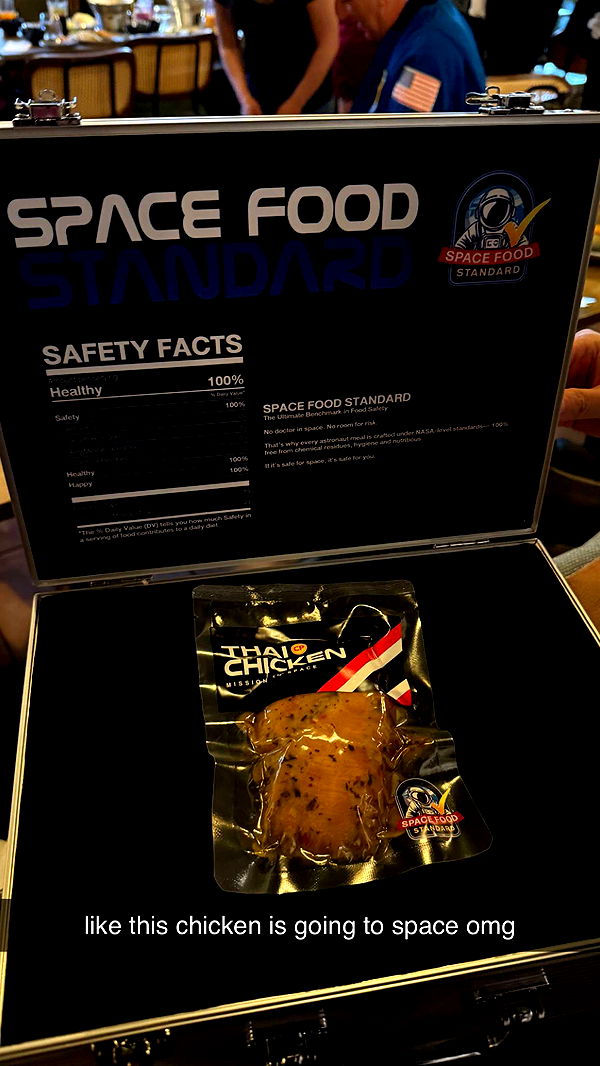 SPACE FOOD
STANDARD
SPACE FOOD
STANDARD
SAFETY FACTS
Healthy 100%
% Daily Value*
Safety 100%
Healthy 100%
Happy 100%
*The % Daily Value (DV) tells you how much Safety in
a serving of food contributes to a daily diet.
SPACE FOOD STANDARD
The Ultimate Benchmark in Food Safety
No doctor in space. No room for risk.
That's why every astronaut meal is crafted under NASA-level standards— 100%
free from chemical residues, hygiene and nutritious.
If it's safe for space, it's safe for you.
THAI CP
CHICKEN
MISSION TO SPACE
SPACE FOOD
STANDARD
like this chicken is going to space omg